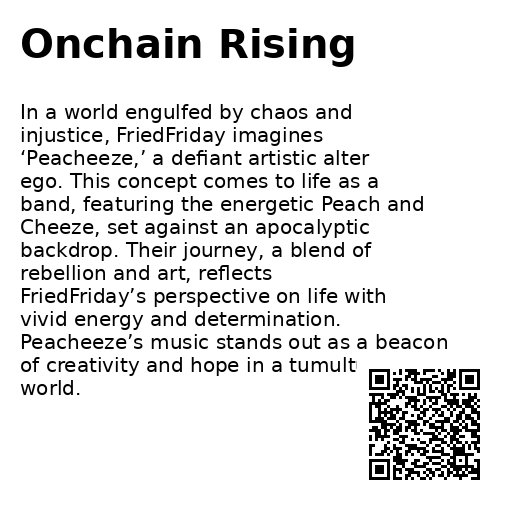 Onchain Rising
In a world engulfed by chaos and
injustice, FriedFriday imagines
‘Peacheeze,’ a defiant artistic alter
ego. This concept comes to life as a
band, featuring the energetic Peach and
Cheeze, set against an apocalyptic
backdrop. Their journey, a blend of
rebellion and art, reflects
FriedFriday’s perspective on life with
vivid energy and determination.
Peacheeze’s music stands out as a beacon
of creativity and hope in a
world.